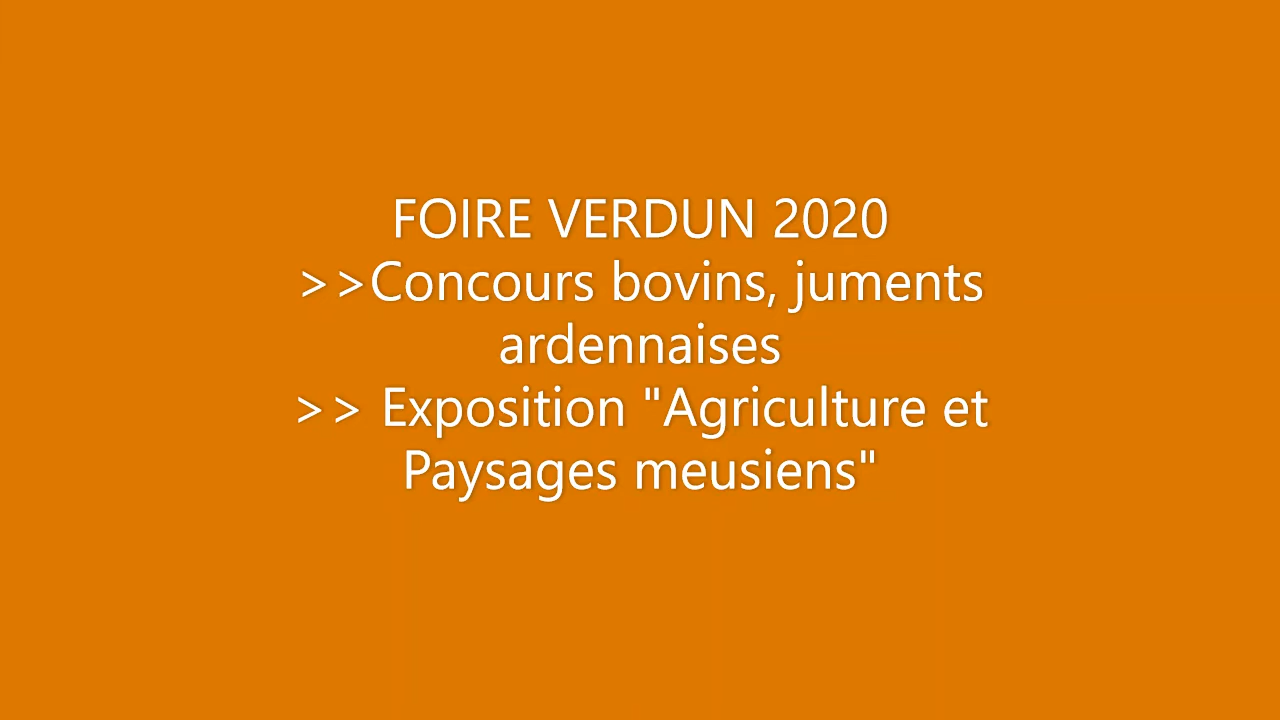 FOIRE VERDUN 2020
>>Concours bovins, juments
ardennaises
>> Exposition "Agriculture et
Paysages meusiens"